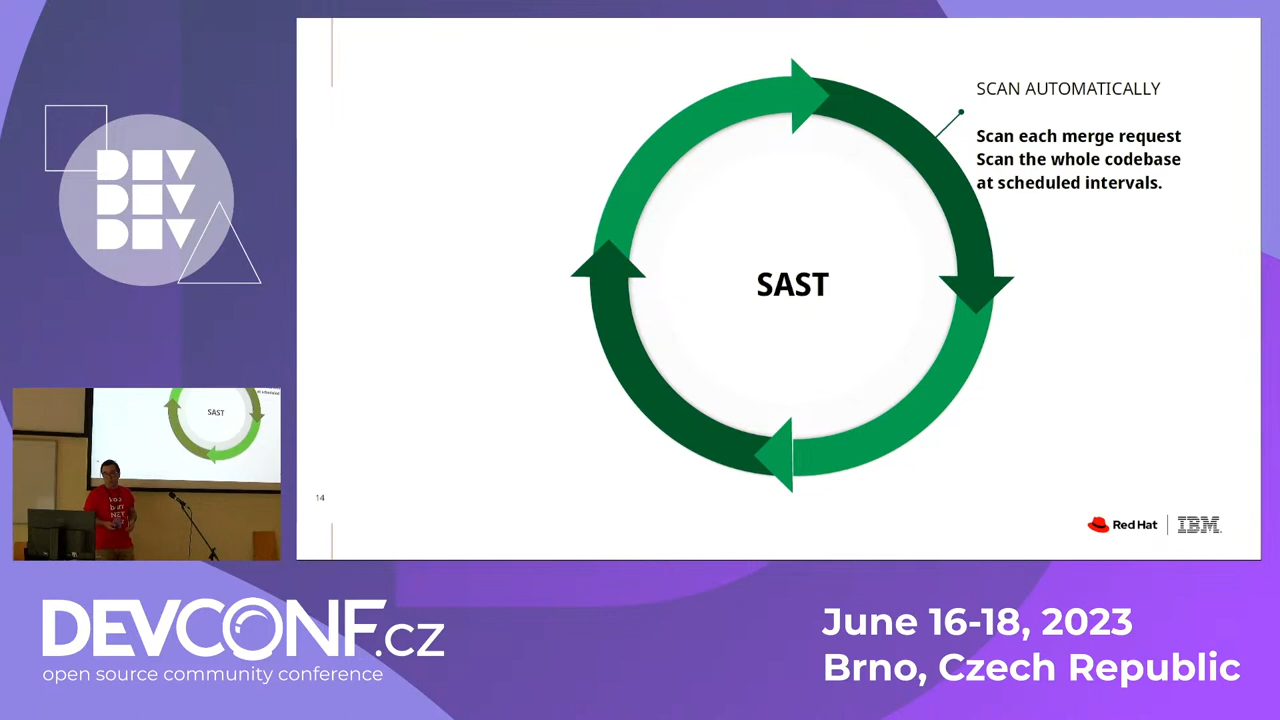 DEV
DEV
DEV
SCAN AUTOMATICALLY
Scan each merge request
Scan the whole codebase
at scheduled intervals.
SAST
14
Red Hat
IBM
SAST
DEVCONF.cz
open source community conference
June 16-18, 2023
Brno, Czech Republic